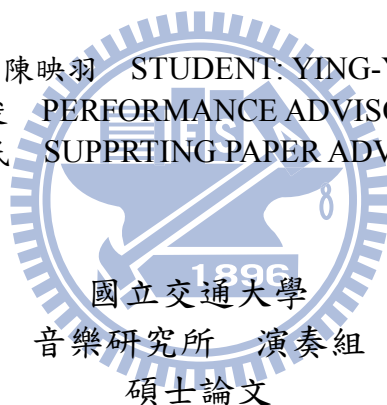 陳映羽 STUDENT: YING-Y
PERFORMANCE ADVISO
SUPPRTING PAPER ADV
1896
國立交通大學
音樂研究所 演奏組
碩士論文